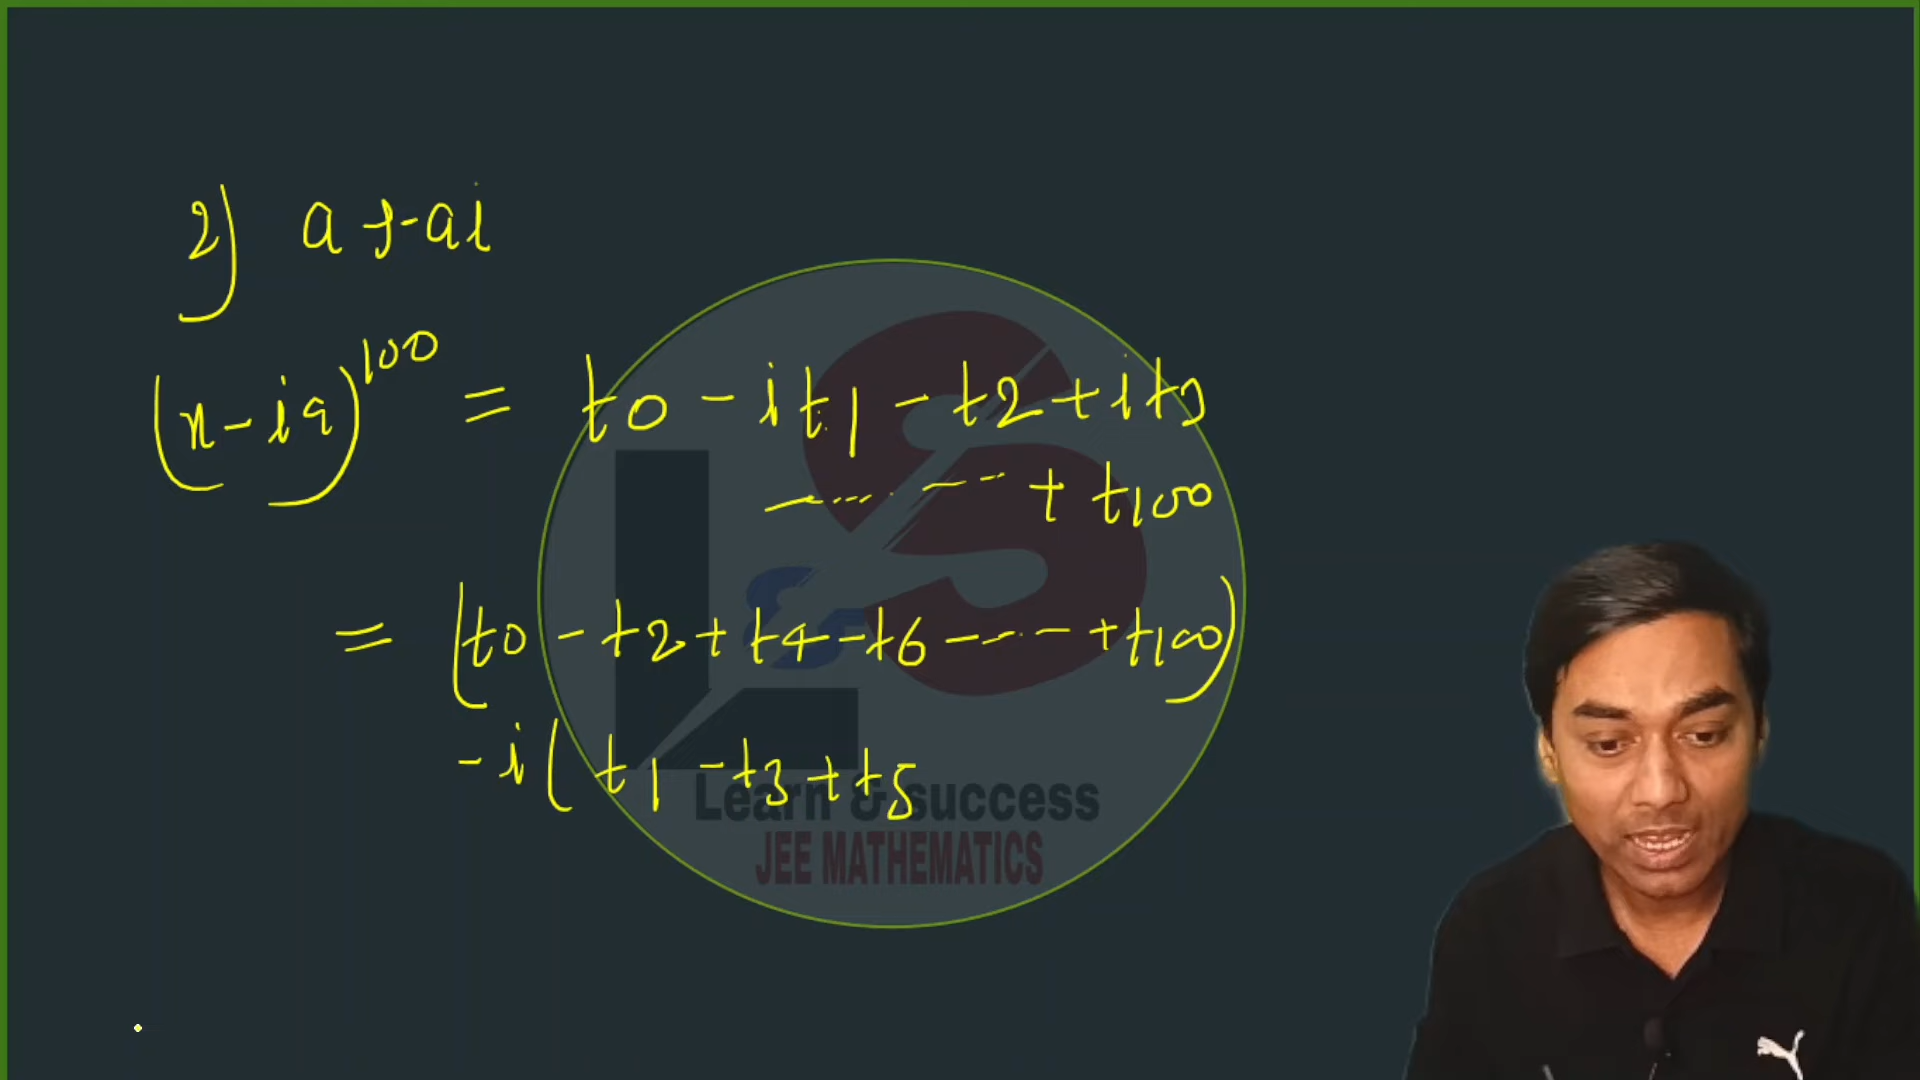 2) a + ai
(x - ia)^100 = t0 - it1 - t2 + it3
---- --- + t100
= (t0 - t2 + t4 - t6 ----- + t100)
-i( t1 - t3 + t5
Learn & success
JEE MATHEMATICS